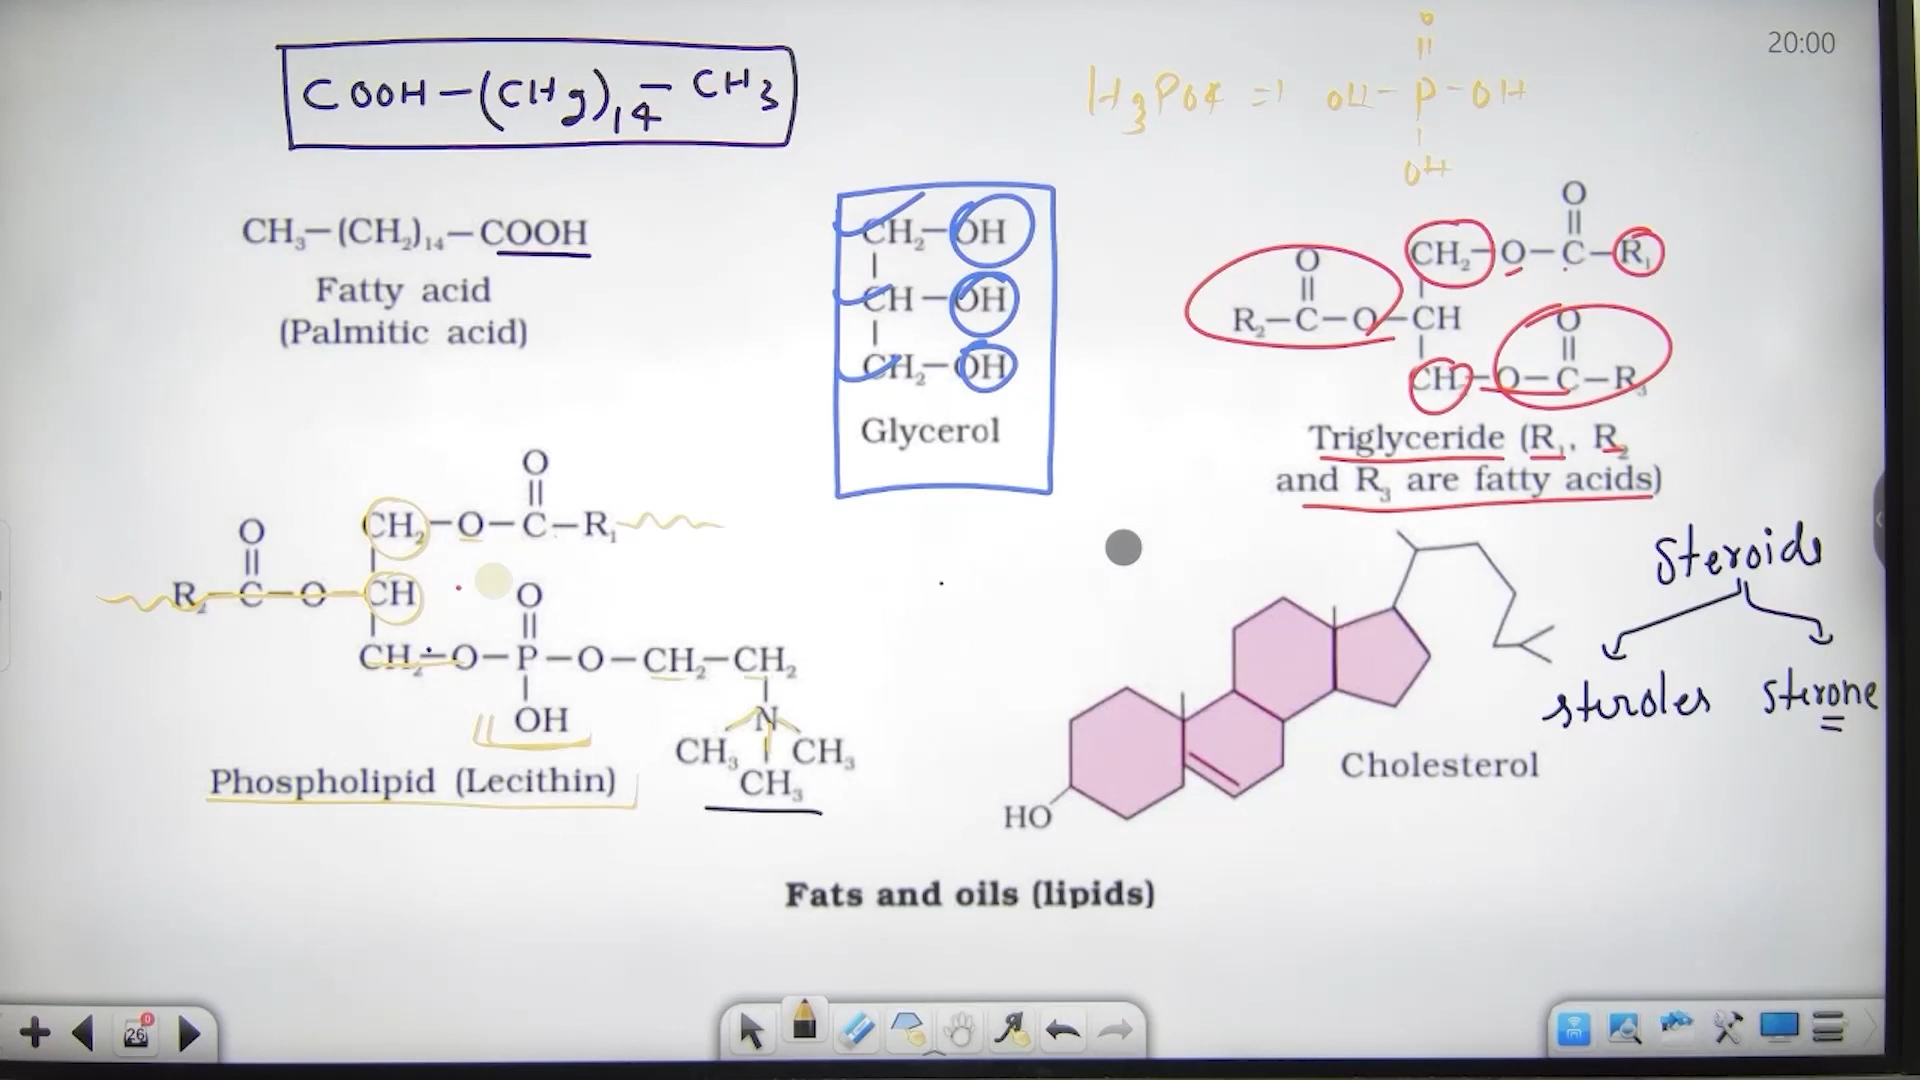 20:00
COOH-(CH2)14-CH3
H3PO4 => OH-P-OH
O
||
|
OH
CH₃—(CH₂)₁₄—COOH
Fatty acid
(Palmitic acid)
CH₂—OH
|
CH—OH
|
CH₂—OH
Glycerol
O
||
CH₂—O—C—R₁
O
||
R₂—C—O—CH
|
O
||
CH₂—O—C—R₃
Triglyceride (R₁, R₂
and R₃ are fatty acids)
O
||
CH₂—O—C—R₁
O
||
R₂—C—O—CH
O
||
CH₂—O—P—O—CH₂—CH₂
|
OH
N
CH₃ CH₃
CH₃
Phospholipid (Lecithin)
HO
Cholesterol
Steroids
steroles sterone
Fats and oils (lipids)
26
0